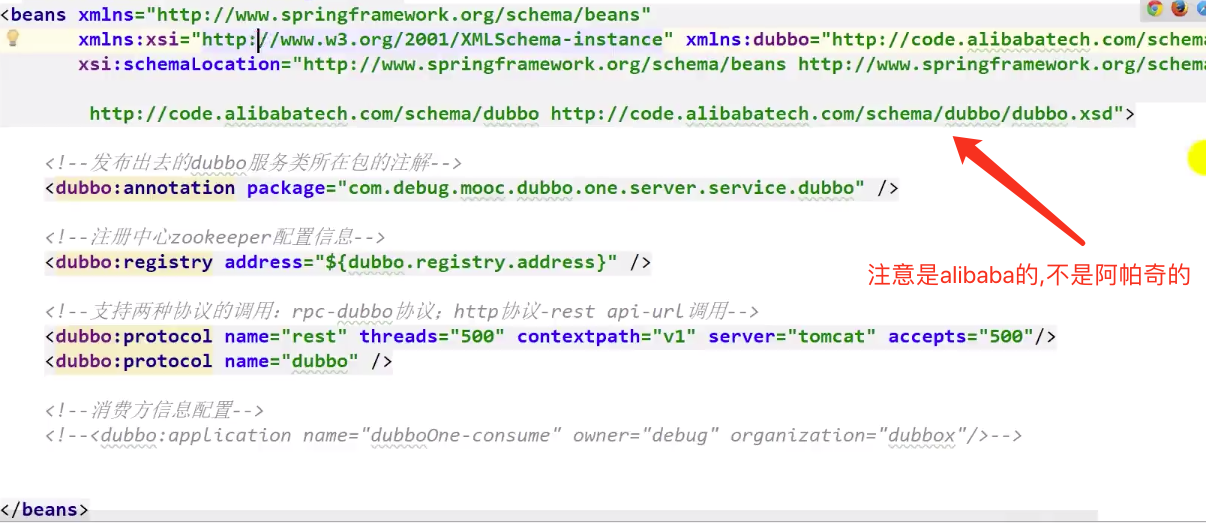 <beans xmlns="http://www.springframework.org/schema/beans"
xmlns:xsi="http://www.w3.org/2001/XMLSchema-instance" xmlns:dubbo="http://code.alibabatech.com/schema
xsi:schemaLocation="http://www.springframework.org/schema/beans http://www.springframework.org/schema
http://code.alibabatech.com/schema/dubbo http://code.alibabatech.com/schema/dubbo/dubbo.xsd">
<!--发布出去的dubbo服务类所在包的注解-->
<dubbo:annotation package="com.debug.mooc.dubbo.one.server.service.dubbo" />
<!--注册中心zookeeper配置信息-->
<dubbo:registry address="${dubbo.registry.address}" />
注意是alibaba的,不是阿帕奇的
<!--支持两种协议的调用：rpc-dubbo协议；http协议-rest api-url调用-->
<dubbo:protocol name="rest" threads="500" contextpath="v1" server="tomcat" accepts="500"/>
<dubbo:protocol name="dubbo" />
<!--消费方信息配置-->
<!--<dubbo:application name="dubboOne-consume" owner="debug" organization="dubbox"/>-->
</beans>